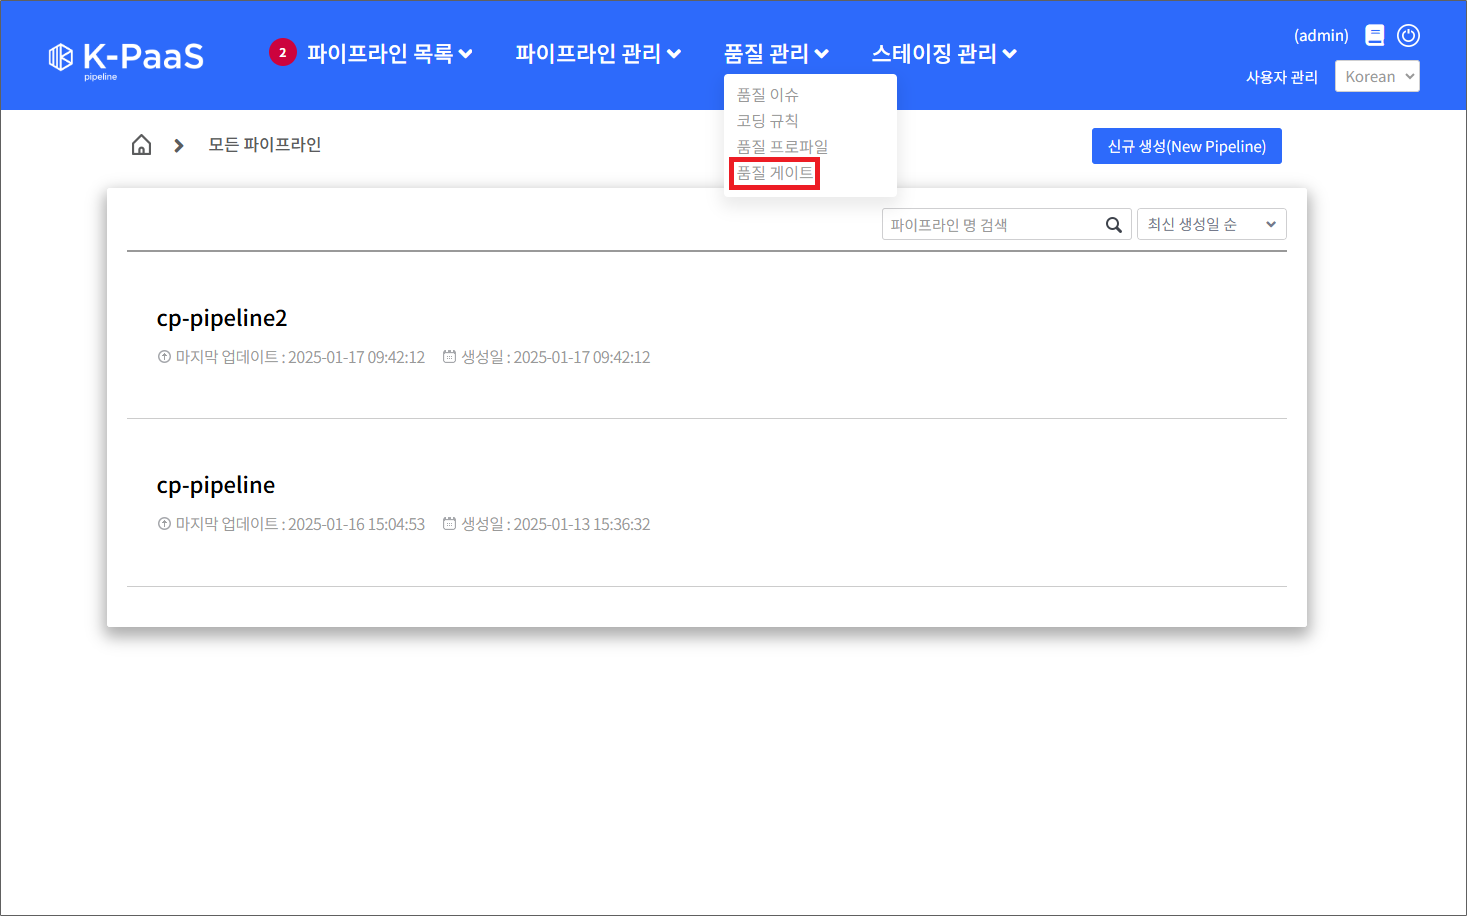 K-PaaS
pipeline
2 파이프라인 목록 파이프라인 관리 품질 관리 스테이징 관리
(admin)
사용자 관리 Korean
품질 이슈
코딩 규칙
품질 프로파일
품질 게이트
모든 파이프라인
신규 생성(New Pipeline)
파이프라인 명 검색 최신 생성일 순
cp-pipeline2
마지막 업데이트 : 2025-01-17 09:42:12 생성일 : 2025-01-17 09:42:12
cp-pipeline
마지막 업데이트 : 2025-01-16 15:04:53 생성일 : 2025-01-13 15:36:32